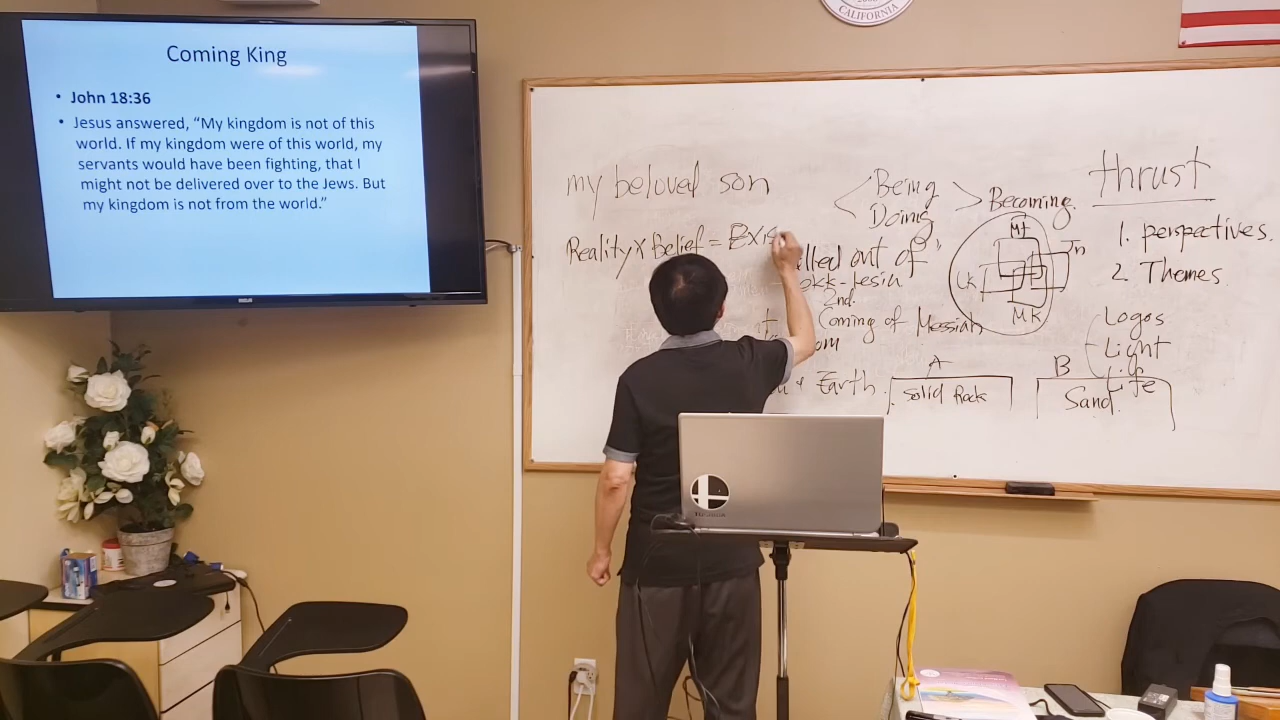 CALIFORNIA
Coming King
• John 18:36
• Jesus answered, “My kingdom is not of this
world. If my kingdom were of this world, my
servants would have been fighting, that I
might not be delivered over to the Jews. But
my kingdom is not from the world.”
my beloved son
Reality x Belief = Exis
< Being
Doing > Becoming.
out of
2nd.
Coming of Messiah
& Earth
A
Solid Rock
B
Sand
Mt
Jn
Lk
Mk
thrust
1. perspectives.
2. Themes
Logos
Light
Life